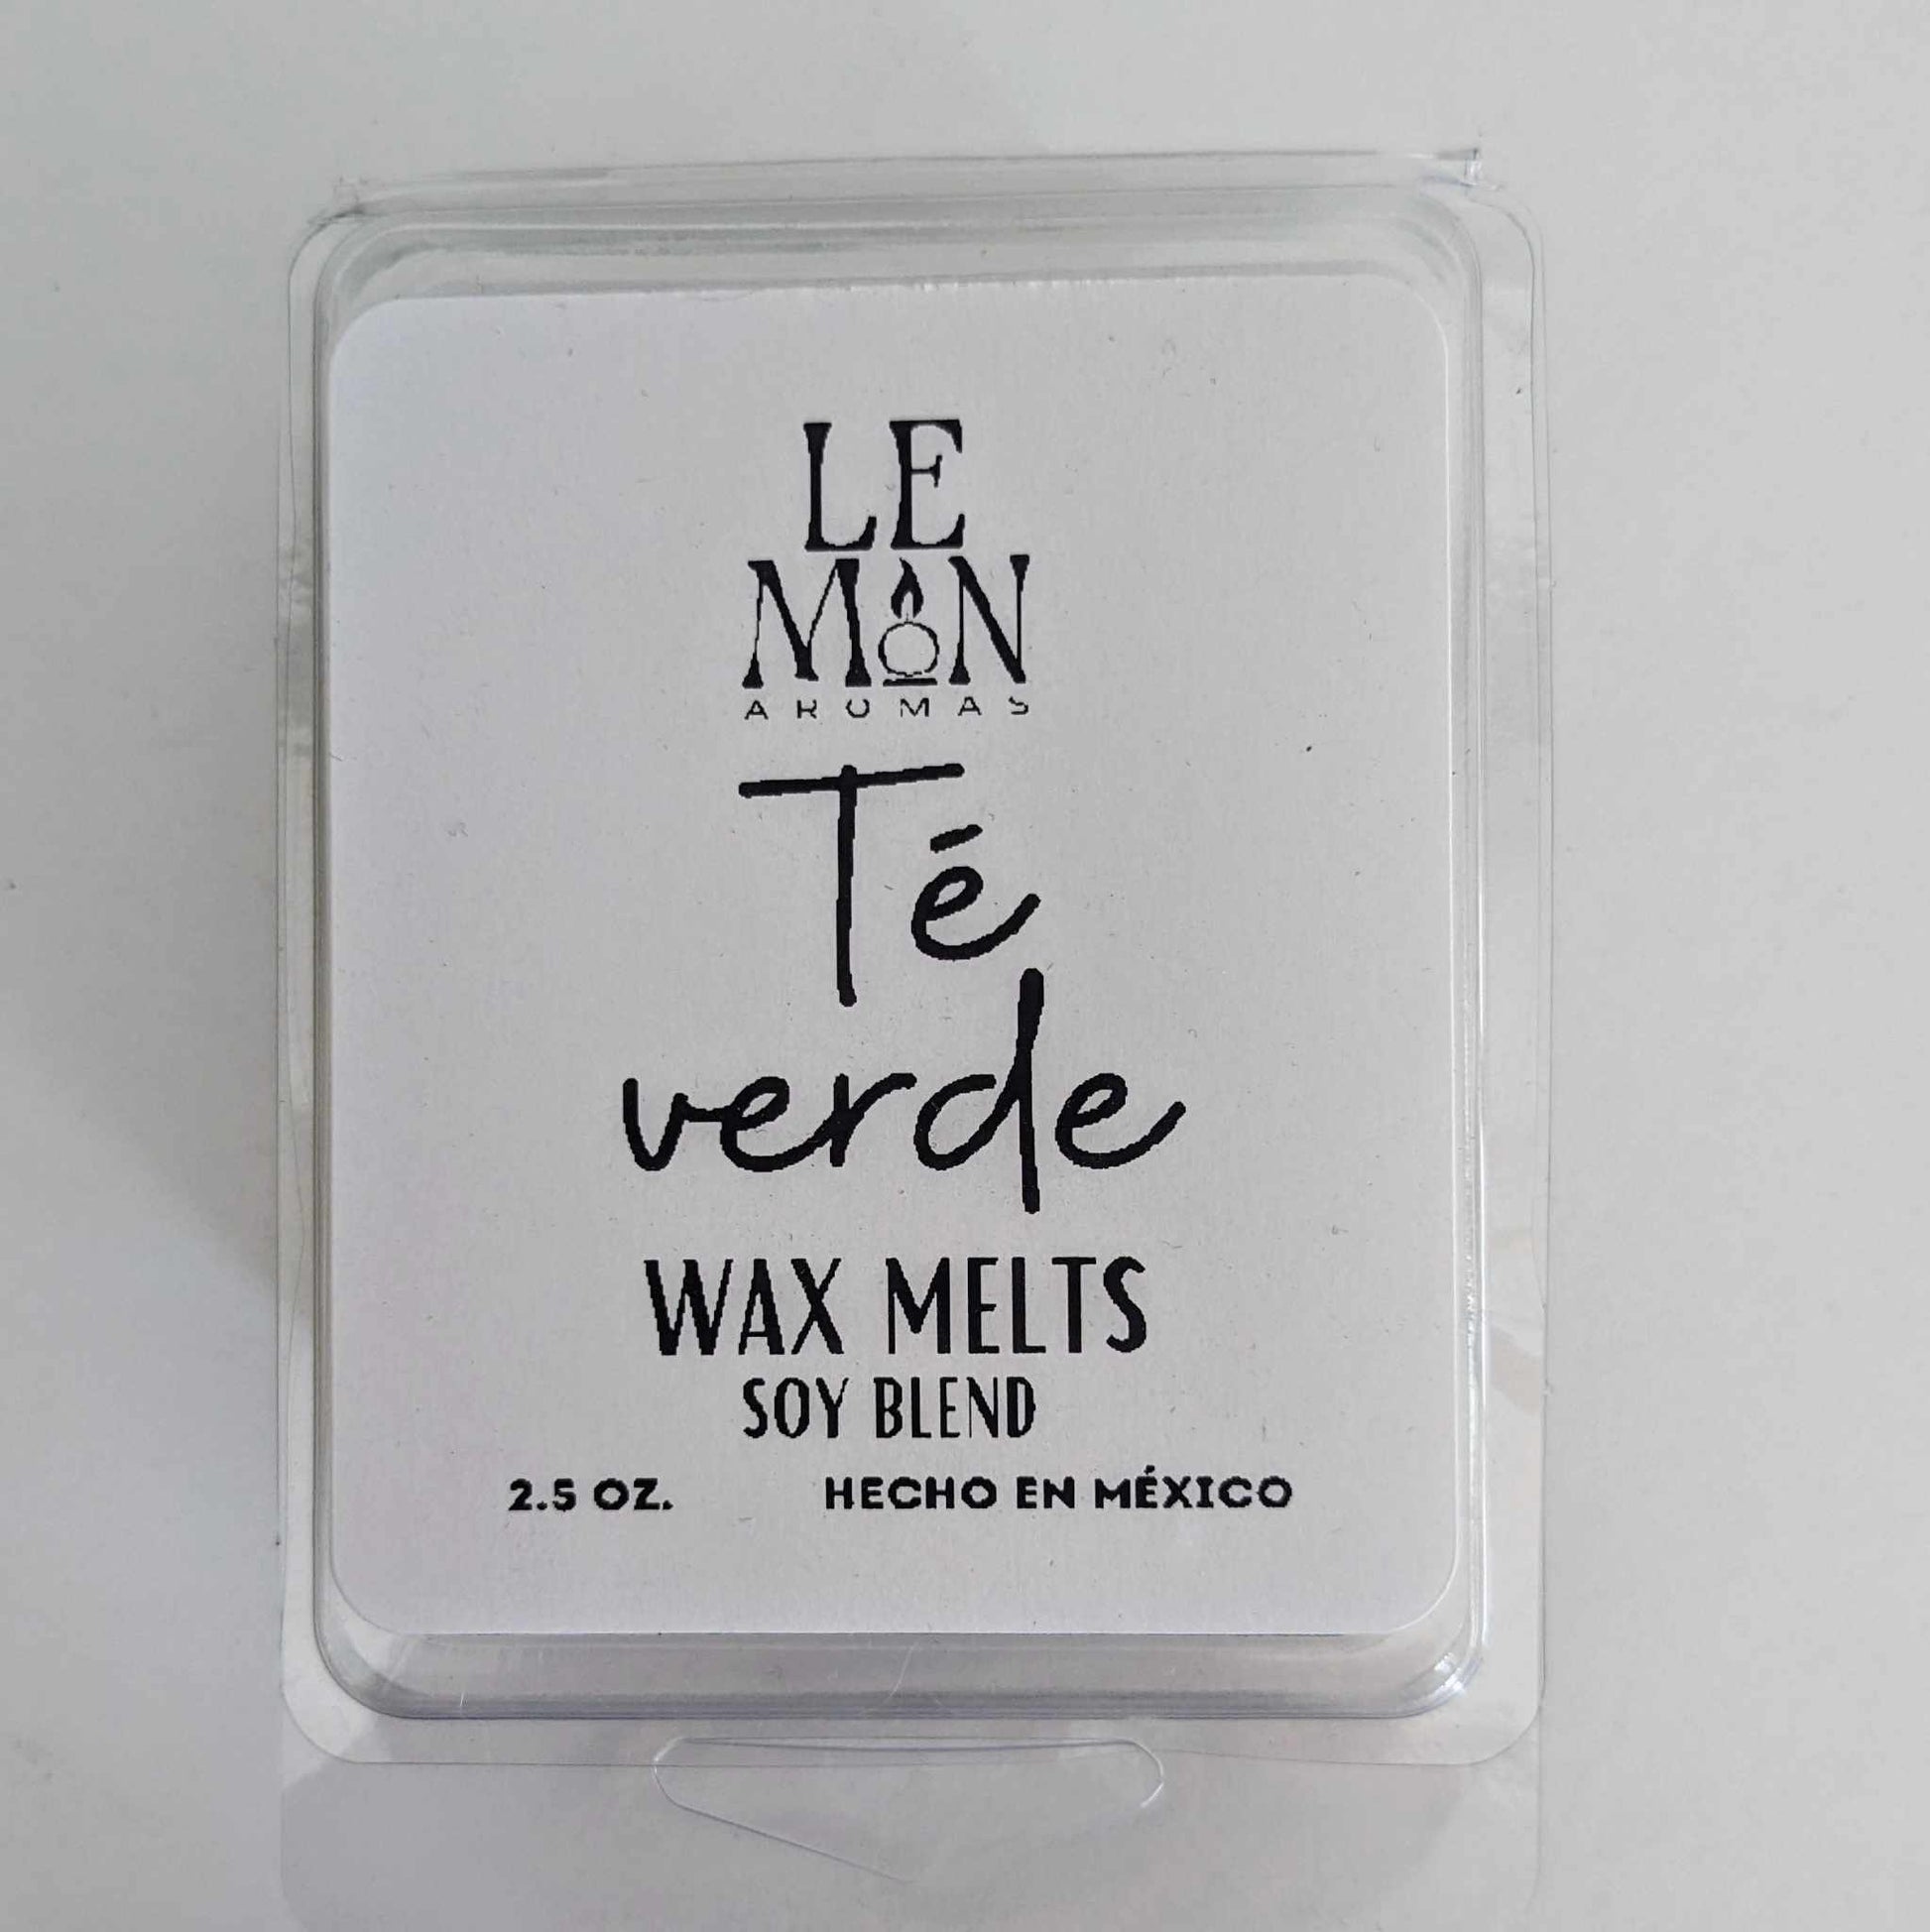 LE
MON
AROMAS
Té
verde
WAX MELTS
SOY BLEND
2.5 OZ. HECHO EN MÉXICO